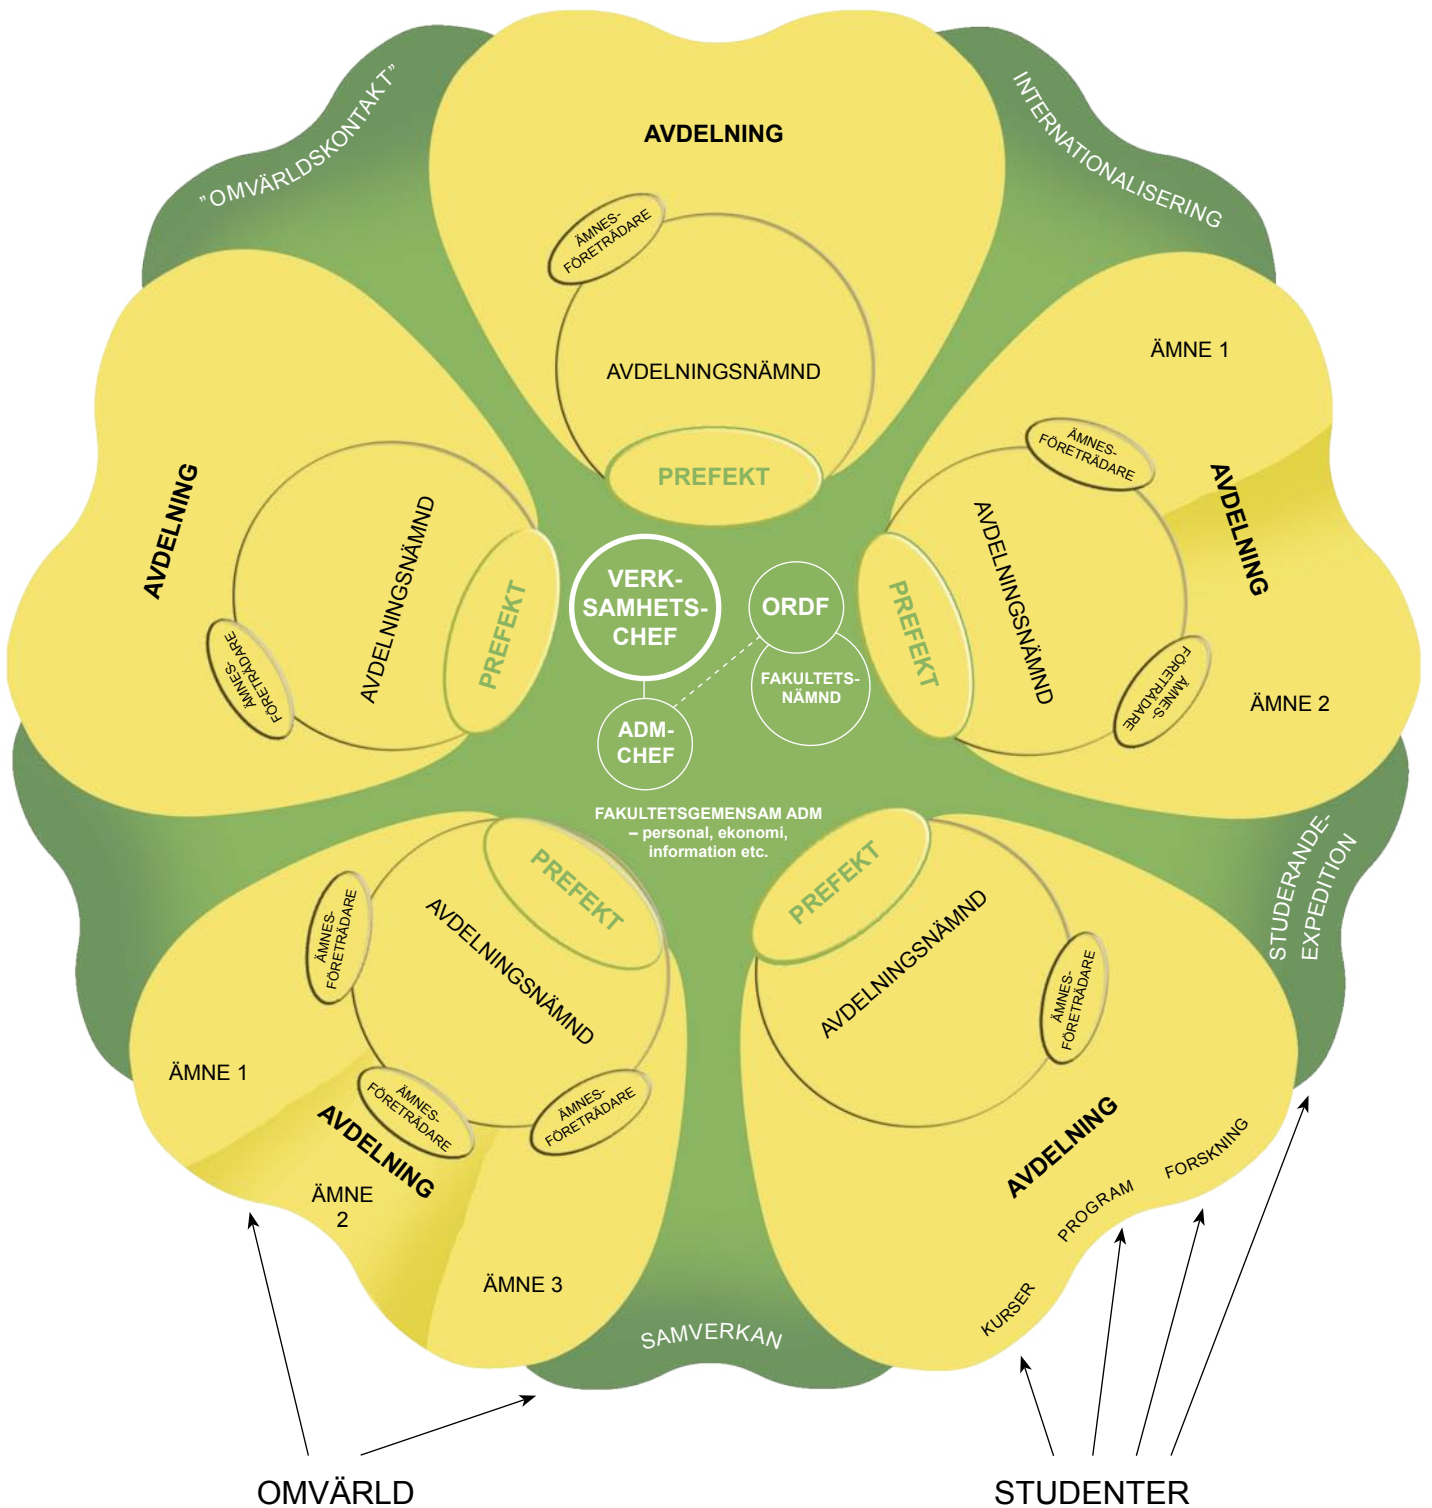 "OMVÄRLDSKONTAKT"
INTERNATIONALISERING
AVDELNING
ÄMNES-
FÖRETRÄDARE
AVDELNINGSNÄMND
PREFEKT
AVDELNING
ÄMNES-
FÖRETRÄDARE
AVDELNINGSNÄMND
PREFEKT
VERK-
SAMHETS-
CHEF
ORDF
FAKULTETS-
NÄMND
ADM-
CHEF
FAKULTETSGEMENSAM ADM
– personal, ekonomi,
information etc.
ÄMNE 1
ÄMNES-
FÖRETRÄDARE
AVDELNING
AVDELNINGSNÄMND
PREFEKT
ÄMNES-
FÖRETRÄDARE
ÄMNE 2
STUDERANDE-
EXPEDITION
PREFEKT
AVDELNINGSNÄMND
ÄMNES-
FÖRETRÄDARE
ÄMNE 1
ÄMNES-
FÖRETRÄDARE
AVDELNING
ÄMNE
2
ÄMNES-
FÖRETRÄDARE
ÄMNE 3
PREFEKT
AVDELNINGSNÄMND
ÄMNES-
FÖRETRÄDARE
AVDELNING
KURSER
PROGRAM
FORSKNING
SAMVERKAN
OMVÄRLD
STUDENTER